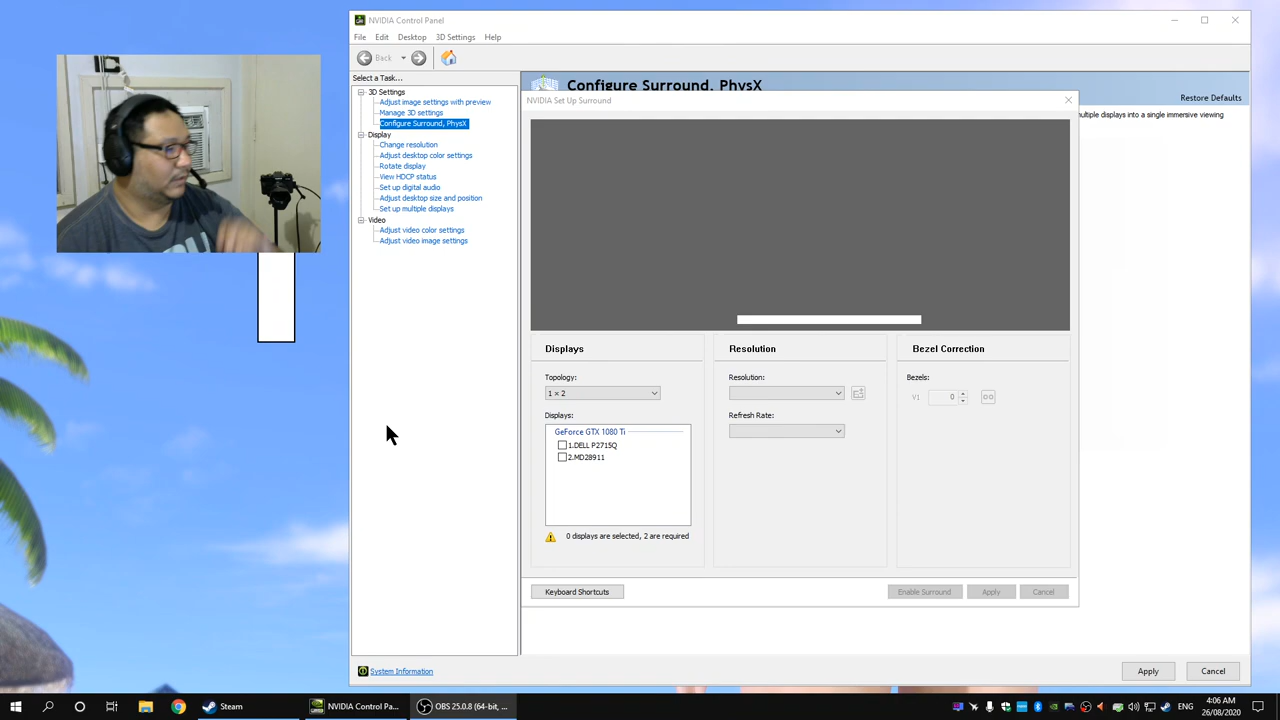 NVIDIA Control Panel
File Edit Desktop 3D Settings Help
Back
Select a Task...
3D Settings
Adjust image settings with preview
Manage 3D settings
Configure Surround, PhysX
Display
Change resolution
Adjust desktop color settings
Rotate display
View HDCP status
Set up digital audio
Adjust desktop size and position
Set up multiple displays
Video
Adjust video color settings
Adjust video image settings
System Information
Configure Surround, PhysX
Restore Defaults
multiple displays into a single immersive viewing
NVIDIA Set Up Surround
Displays
Topology:
1 × 2
Displays:
GeForce GTX 1080 Ti
1.DELL P2715Q
2.MD28911
0 displays are selected, 2 are required
Resolution
Resolution:
Refresh Rate:
Bezel Correction
Bezels:
V1 0
Keyboard Shortcuts
Enable Surround Apply Cancel
Apply Cancel
Steam
NVIDIA Control Pa...
OBS 25.0.8 (64-bit, ...
4:06 AM
26/08/2020